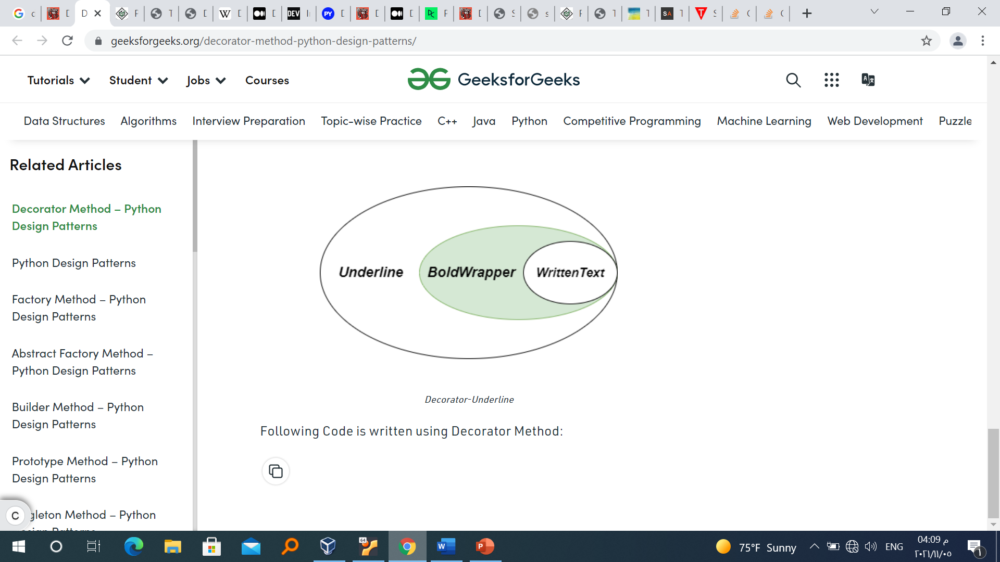 geeksforgeeks.org/decorator-method-python-design-patterns/
Tutorials
Student
Jobs
Courses
GeeksforGeeks
Data Structures
Algorithms
Interview Preparation
Topic-wise Practice
C++
Java
Python
Competitive Programming
Machine Learning
Web Development
Puzzle
Related Articles
Decorator Method – Python
Design Patterns
Python Design Patterns
Factory Method – Python
Design Patterns
Abstract Factory Method –
Python Design Patterns
Builder Method – Python
Design Patterns
Prototype Method – Python
Design Patterns
gleton Method – Python
Underline
BoldWrapper
WrittenText
Decorator-Underline
Following Code is written using Decorator Method:
C
75°F Sunny
ENG
04:09 م
٢٠٢١/١١/٠٥
١